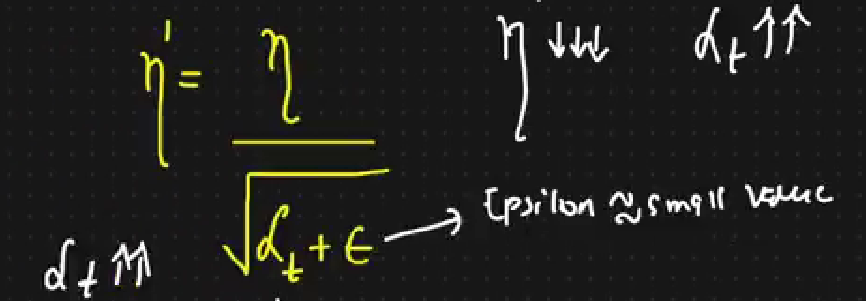 η' = η / √(α_t + ε) → Epsilon ≈ small value
η ↓↓↓ α_t ↑↑
α_t ↑↑